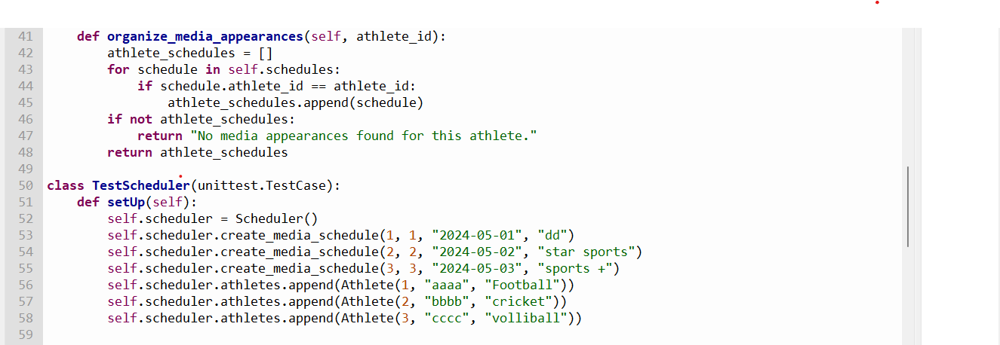 41 def organize_media_appearances(self, athlete_id):
42 athlete_schedules = []
43 for schedule in self.schedules:
44 if schedule.athlete_id == athlete_id:
45 athlete_schedules.append(schedule)
46 if not athlete_schedules:
47 return "No media appearances found for this athlete."
48 return athlete_schedules
49
50 class TestScheduler(unittest.TestCase):
51 def setUp(self):
52 self.scheduler = Scheduler()
53 self.scheduler.create_media_schedule(1, 1, "2024-05-01", "dd")
54 self.scheduler.create_media_schedule(2, 2, "2024-05-02", "star sports")
55 self.scheduler.create_media_schedule(3, 3, "2024-05-03", "sports +")
56 self.scheduler.athletes.append(Athlete(1, "aaaa", "Football"))
57 self.scheduler.athletes.append(Athlete(2, "bbbb", "cricket"))
58 self.scheduler.athletes.append(Athlete(3, "cccc", "volliball"))
59